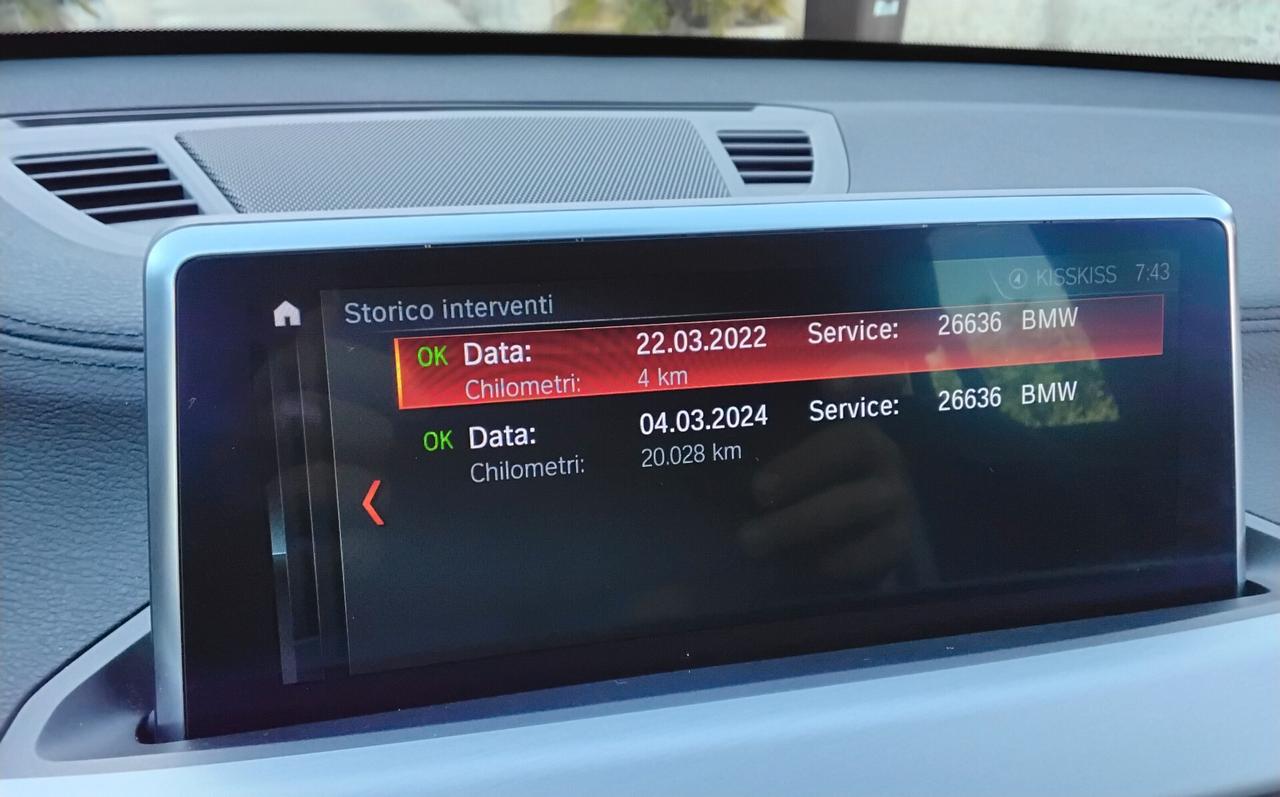 KISSKISS 7:43
Storico interventi
OK Data: 22.03.2022 Service: 26636 BMW
Chilometri: 4 km
OK Data: 04.03.2024 Service: 26636 BMW
Chilometri: 20.028 km